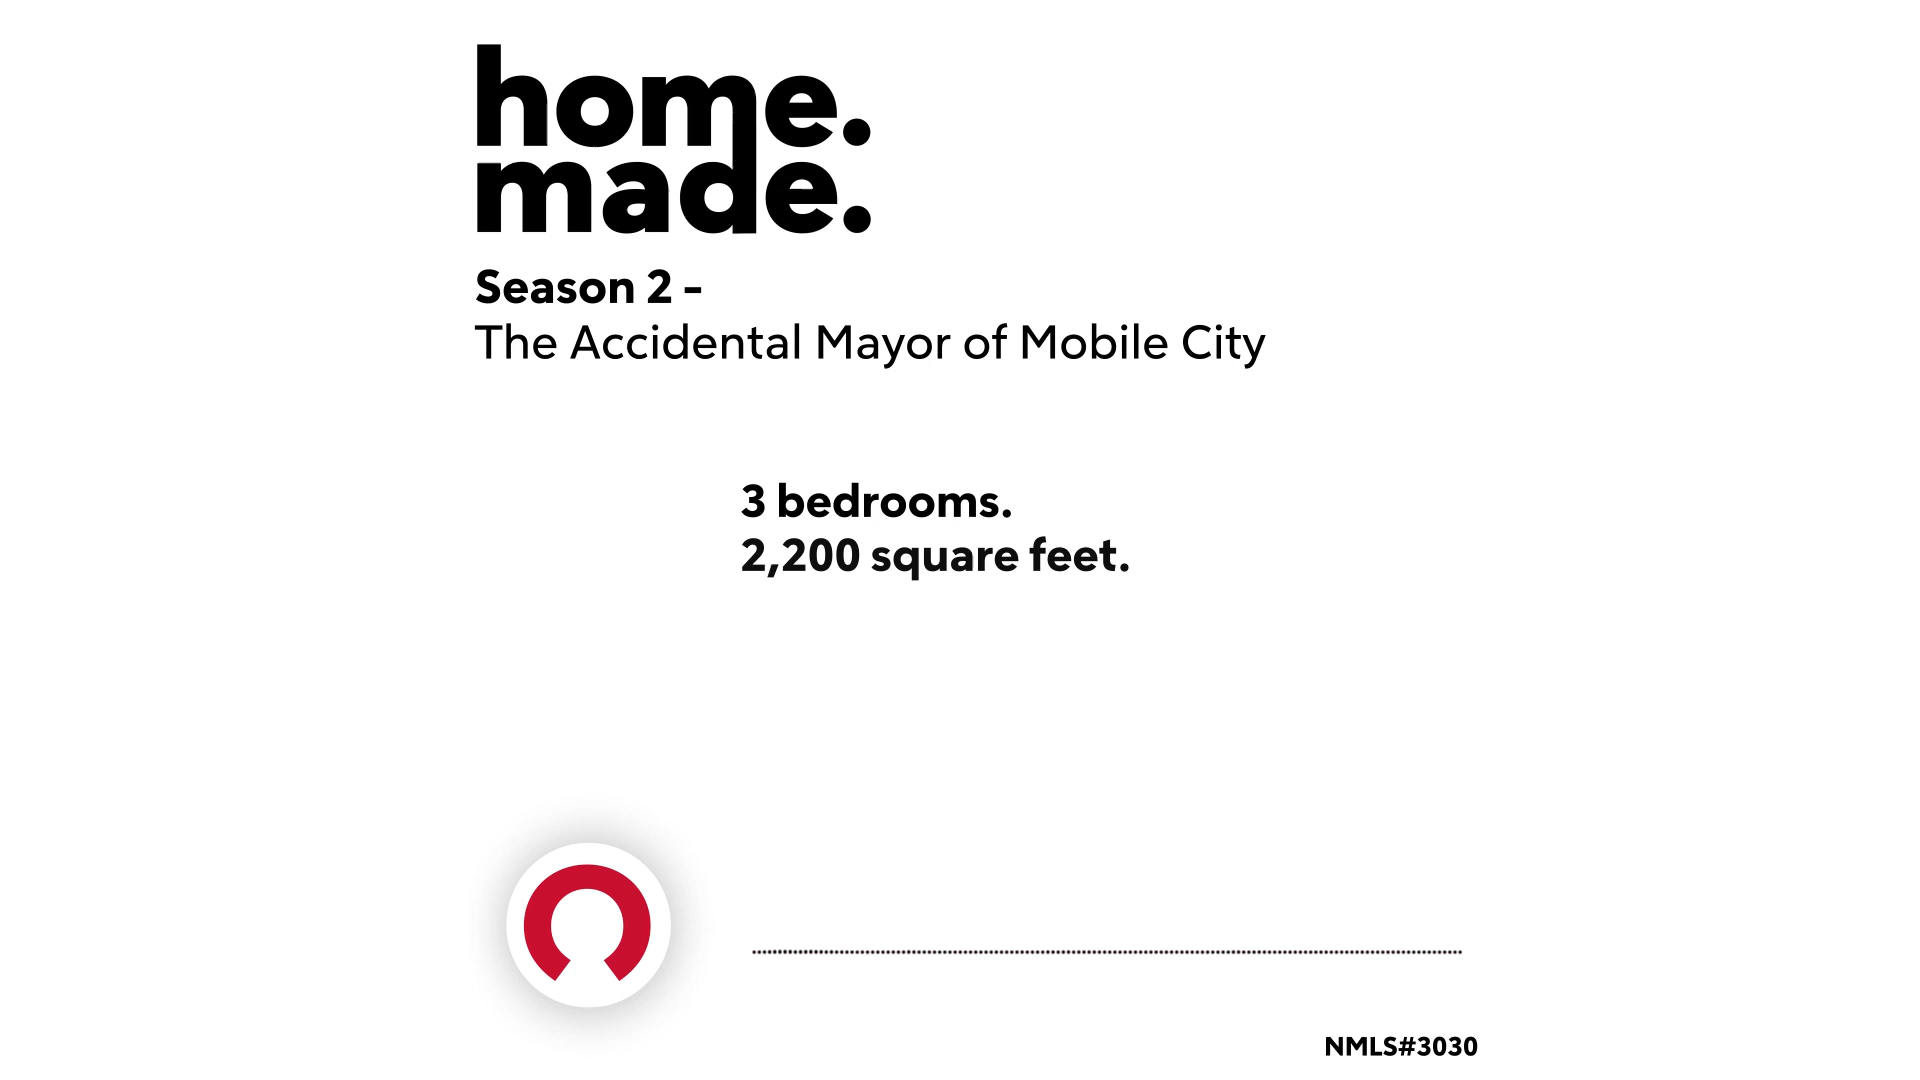 home.
made.
Season 2 -
The Accidental Mayor of Mobile City
3 bedrooms.
2,200 square feet.
NMLS#3030